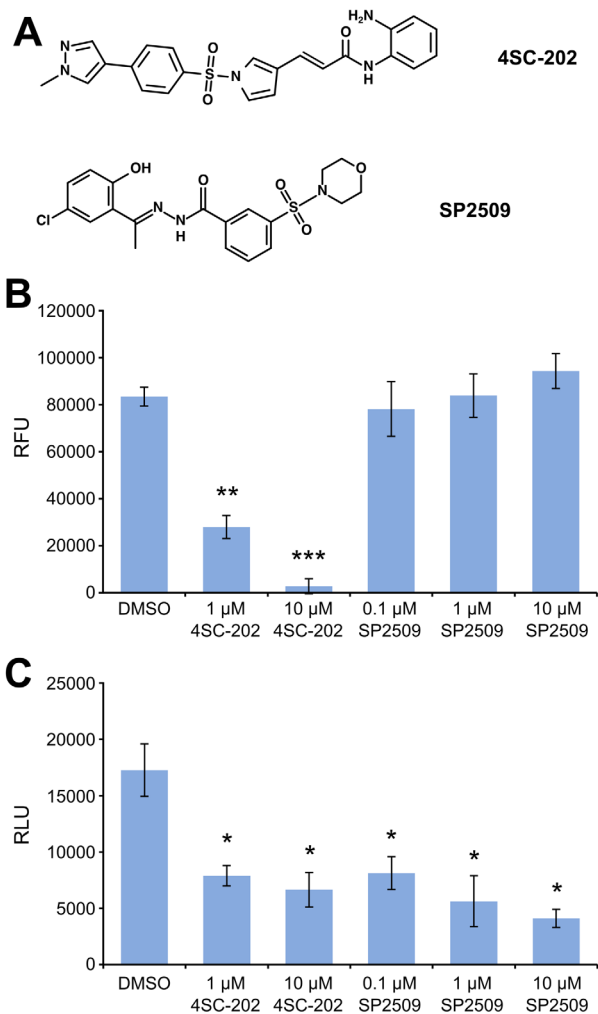 A
N
N
N
O
S
O
N
O
N
H
H₂N
4SC-202
OH
Cl
N
N
H
O
O
S
O
N
O
SP2509
B
120000
100000
80000
60000
40000
20000
0
RFU
**
***
DMSO
1 µM
4SC-202
10 µM
4SC-202
0.1 µM
SP2509
1 µM
SP2509
10 µM
SP2509
C
25000
20000
15000
10000
5000
0
RLU
*
*
*
*
*
DMSO
1 µM
4SC-202
10 µM
4SC-202
0.1 µM
SP2509
1 µM
SP2509
10 µM
SP2509